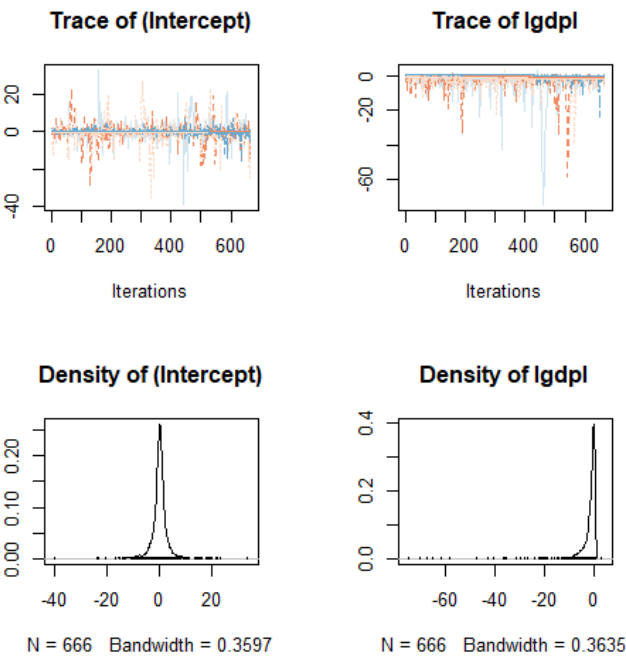 Trace of (Intercept)
Trace of lgdpl
20
0
-40
0 200 400 600
Iterations
0
20
-60
0 200 400 600
Iterations
Density of (Intercept)
Density of lgdpl
0.20
0.10
0.00
-40 -20 0 20
N = 666 Bandwidth = 0.3597
0.4
0.2
0.0
-60 -40 -20 0
N = 666 Bandwidth = 0.3635